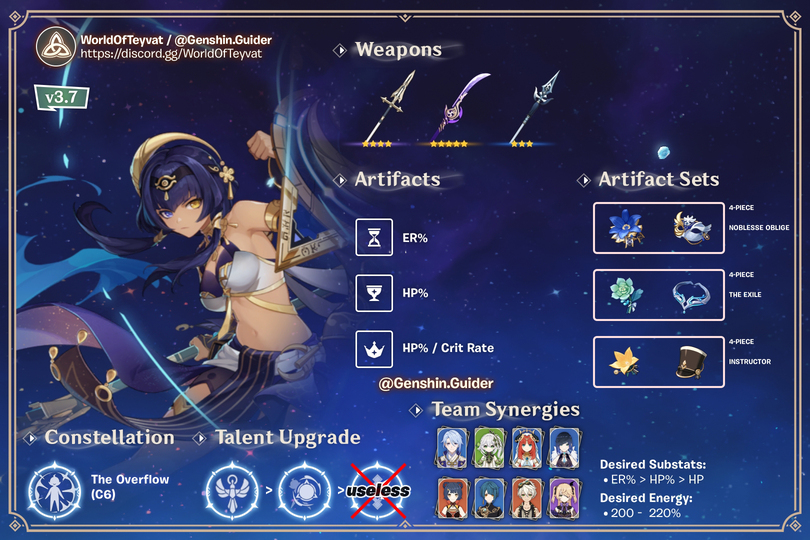 WorldOfTeyvat / @Genshin.Guider
https://discord.gg/WorldOfTeyvat
v3.7
Weapons
Artifacts
ER%
HP%
HP% / Crit Rate
@Genshin.Guider
Artifact Sets
4-PIECE
NOBLESSE OBLIGE
4-PIECE
THE EXILE
4-PIECE
INSTRUCTOR
Constellation
The Overflow
(C6)
Talent Upgrade
> > useless
Team Synergies
Desired Substats:
• ER% > HP% > HP
Desired Energy:
• 200 - 220%